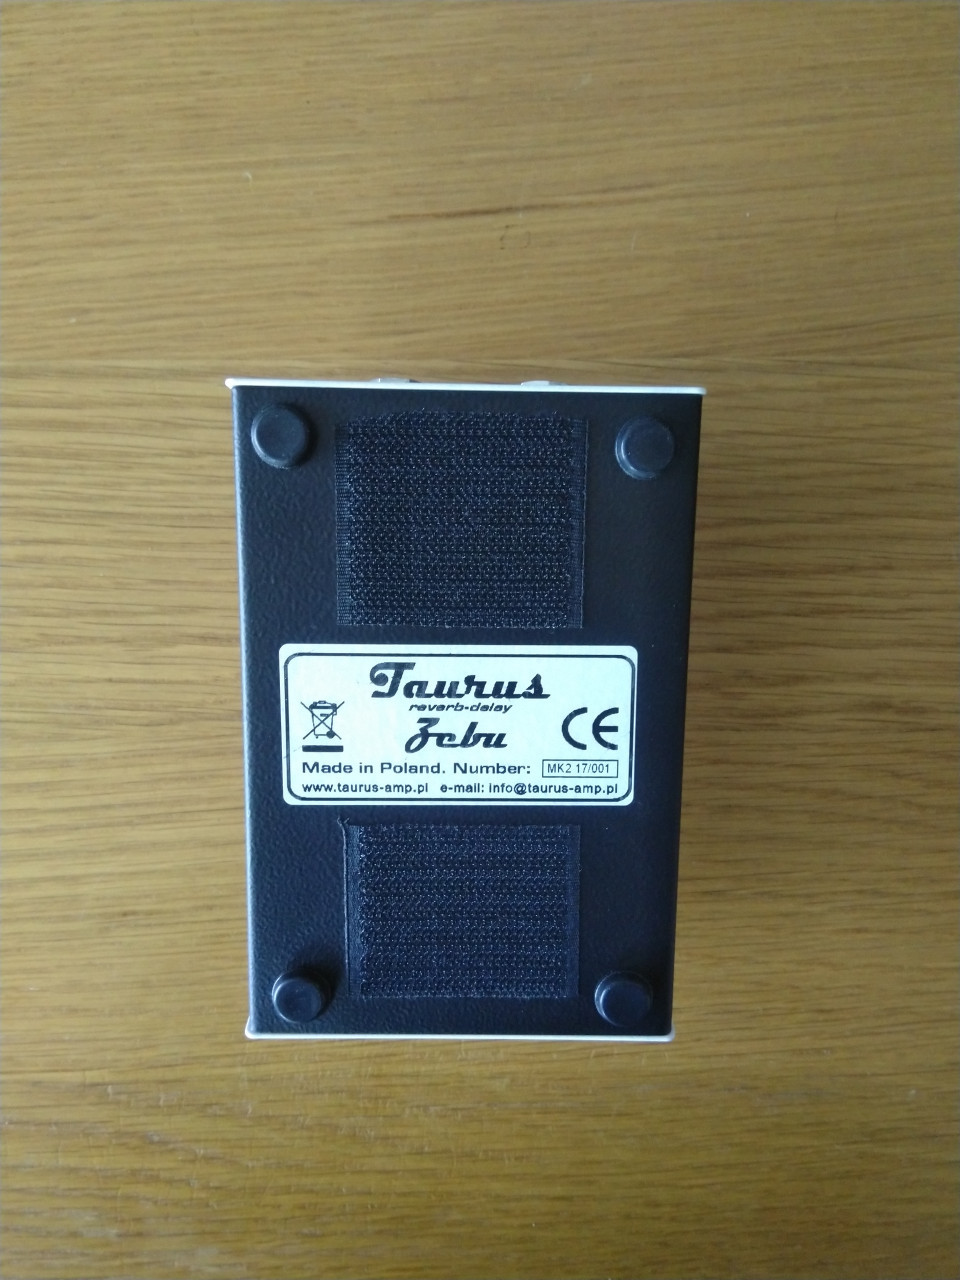 Taurus
reverb-delay
Zebu
CE
Made in Poland. Number: MK2 17/001
www.taurus-amp.pl e-mail: info@taurus-amp.pl